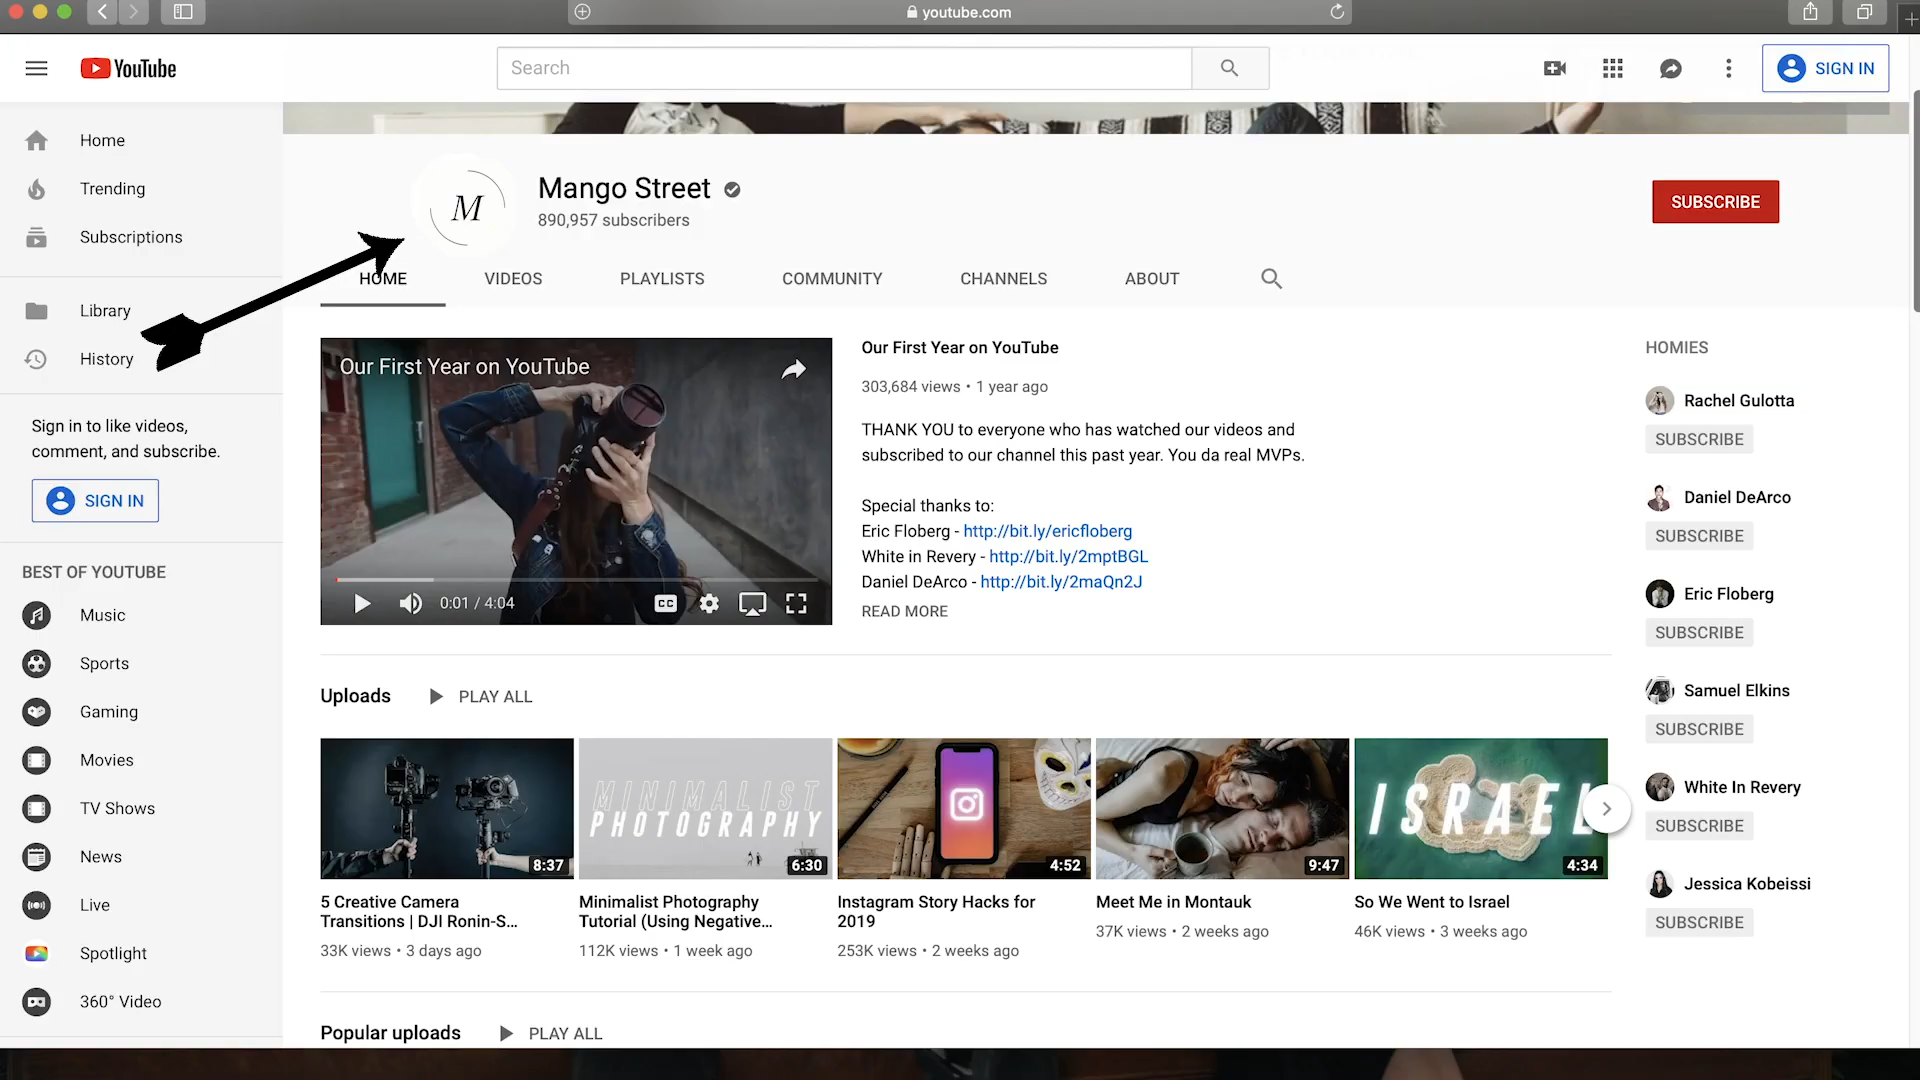 youtube.com
YouTube
Search
SIGN IN
Home
Trending
Subscriptions
Library
History
Sign in to like videos,
comment, and subscribe.
SIGN IN
BEST OF YOUTUBE
Music
Sports
Gaming
Movies
TV Shows
News
Live
Spotlight
360° Video
M
Mango Street
890,957 subscribers
SUBSCRIBE
HOME VIDEOS PLAYLISTS COMMUNITY CHANNELS ABOUT
Our First Year on YouTube
0:01 / 4:04
CC
Our First Year on YouTube
303,684 views • 1 year ago
THANK YOU to everyone who has watched our videos and
subscribed to our channel this past year. You da real MVPs.
Special thanks to:
Eric Floberg - http://bit.ly/ericfloberg
White in Revery - http://bit.ly/2mptBGL
Daniel DeArco - http://bit.ly/2maQn2J
READ MORE
Uploads PLAY ALL
8:37
5 Creative Camera
Transitions | DJI Ronin-S...
33K views • 3 days ago
MINIMALIST
PHOTOGRAPHY
6:30
Minimalist Photography
Tutorial (Using Negative...
112K views • 1 week ago
4:52
Instagram Story Hacks for
2019
253K views • 2 weeks ago
9:47
Meet Me in Montauk
37K views • 2 weeks ago
ISRAEL
4:34
So We Went to Israel
46K views • 3 weeks ago
Popular uploads PLAY ALL
HOMIES
Rachel Gulotta
SUBSCRIBE
Daniel DeArco
SUBSCRIBE
Eric Floberg
SUBSCRIBE
Samuel Elkins
SUBSCRIBE
White In Revery
SUBSCRIBE
Jessica Kobeissi
SUBSCRIBE